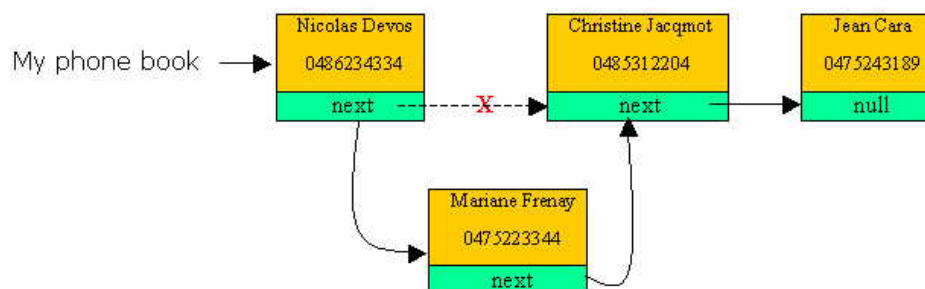 My phone book
Nicolas Devos
0486234334
next
X
Christine Jacqmot
0485312204
next
Jean Cara
0475243189
null
Mariane Frenay
0475223344
next